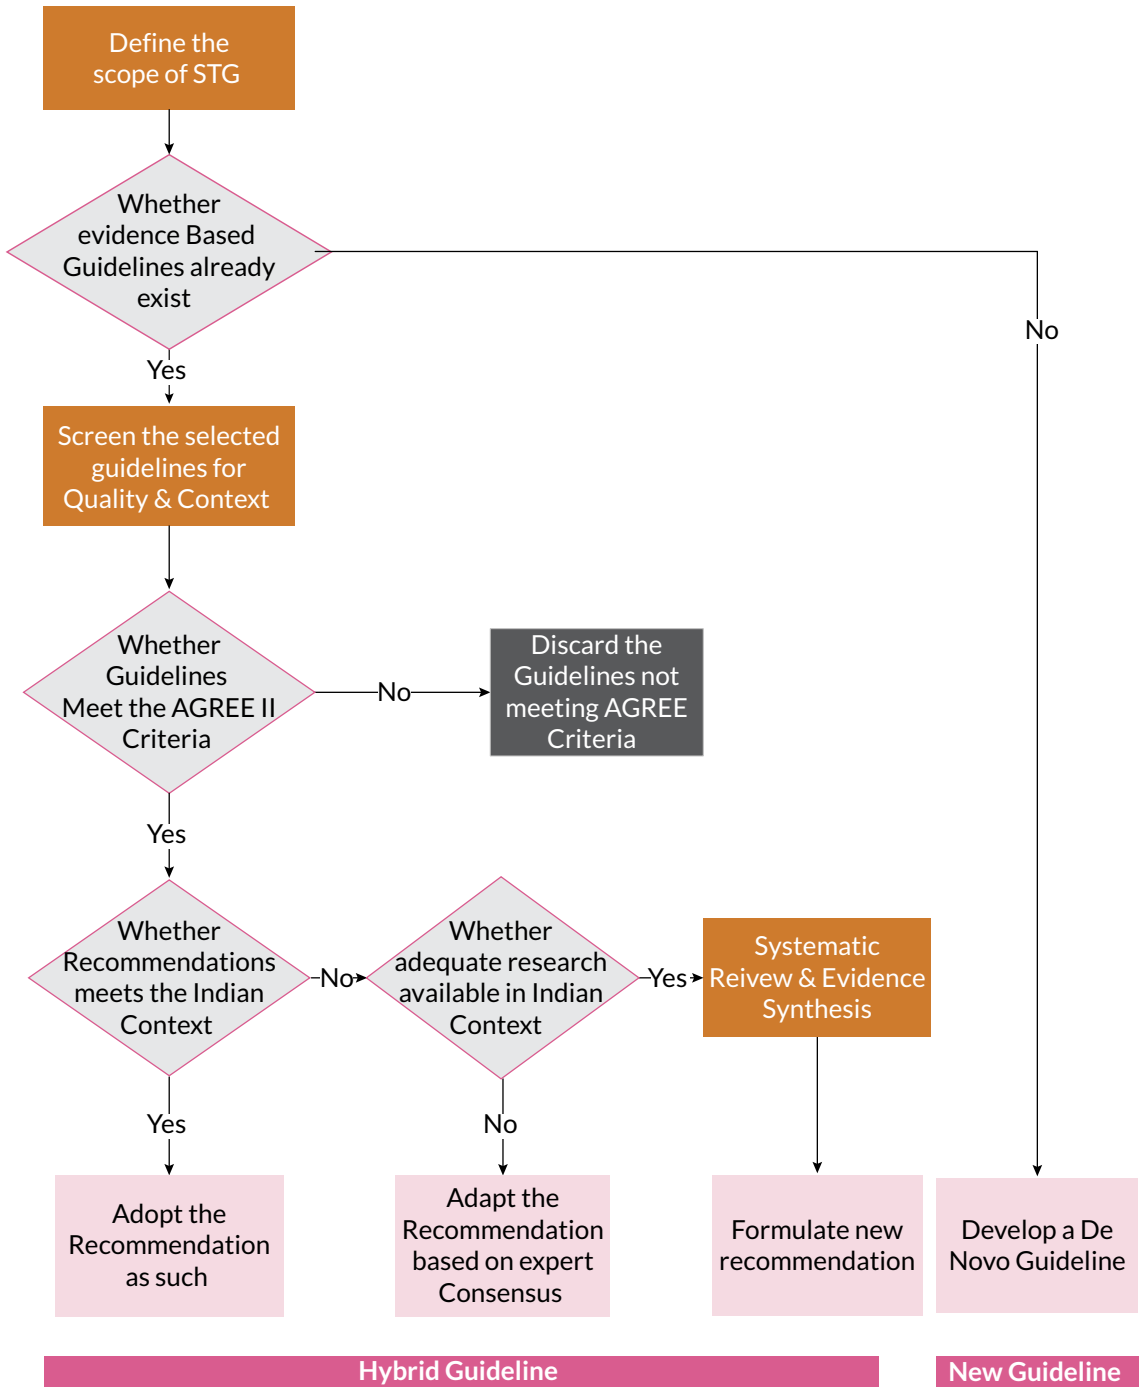 Define the
scope of STG
Whether
evidence Based
Guidelines already
exist
No
Yes
Screen the selected
guidelines for
Quality & Context
Whether
Guidelines
Meet the AGREE II
Criteria
No
Discard the
Guidelines not
meeting AGREE
Criteria
Yes
Whether
Recommendations
meets the Indian
Context
No
Whether
adequate research
available in Indian
Context
Yes
Systematic
Reivew & Evidence
Synthesis
Yes
No
Adopt the
Recommendation
as such
Adapt the
Recommendation
based on expert
Consensus
Formulate new
recommendation
Develop a De
Novo Guideline
Hybrid Guideline
New Guideline